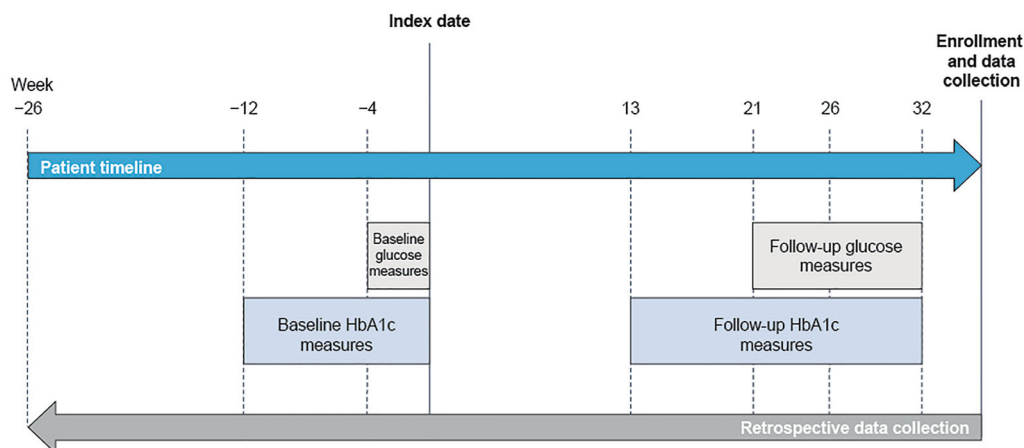 Index date
Enrollment
and data
collection
Week
−26
−12
−4
13
21
26
32
Patient timeline
Baseline
glucose
measures
Follow-up glucose
measures
Baseline HbA1c
measures
Follow-up HbA1c
measures
Retrospective data collection